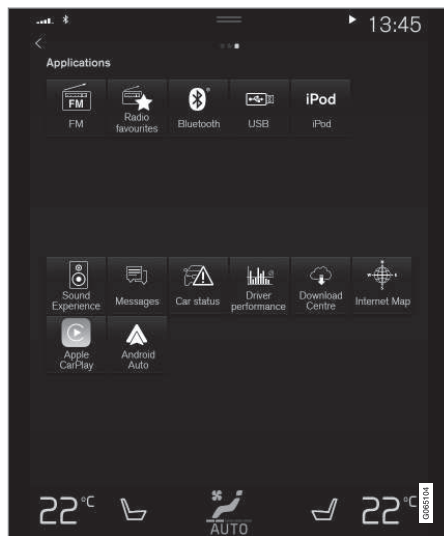 13:45
Applications
FM
FM
Radio
favourites
Bluetooth
USB
iPod
iPod
Sound
Experience
Messages
Car status
Driver
performance
Download
Centre
Internet Map
Apple
CarPlay
Android
Auto
22°C
AUTO
22°C
G065104